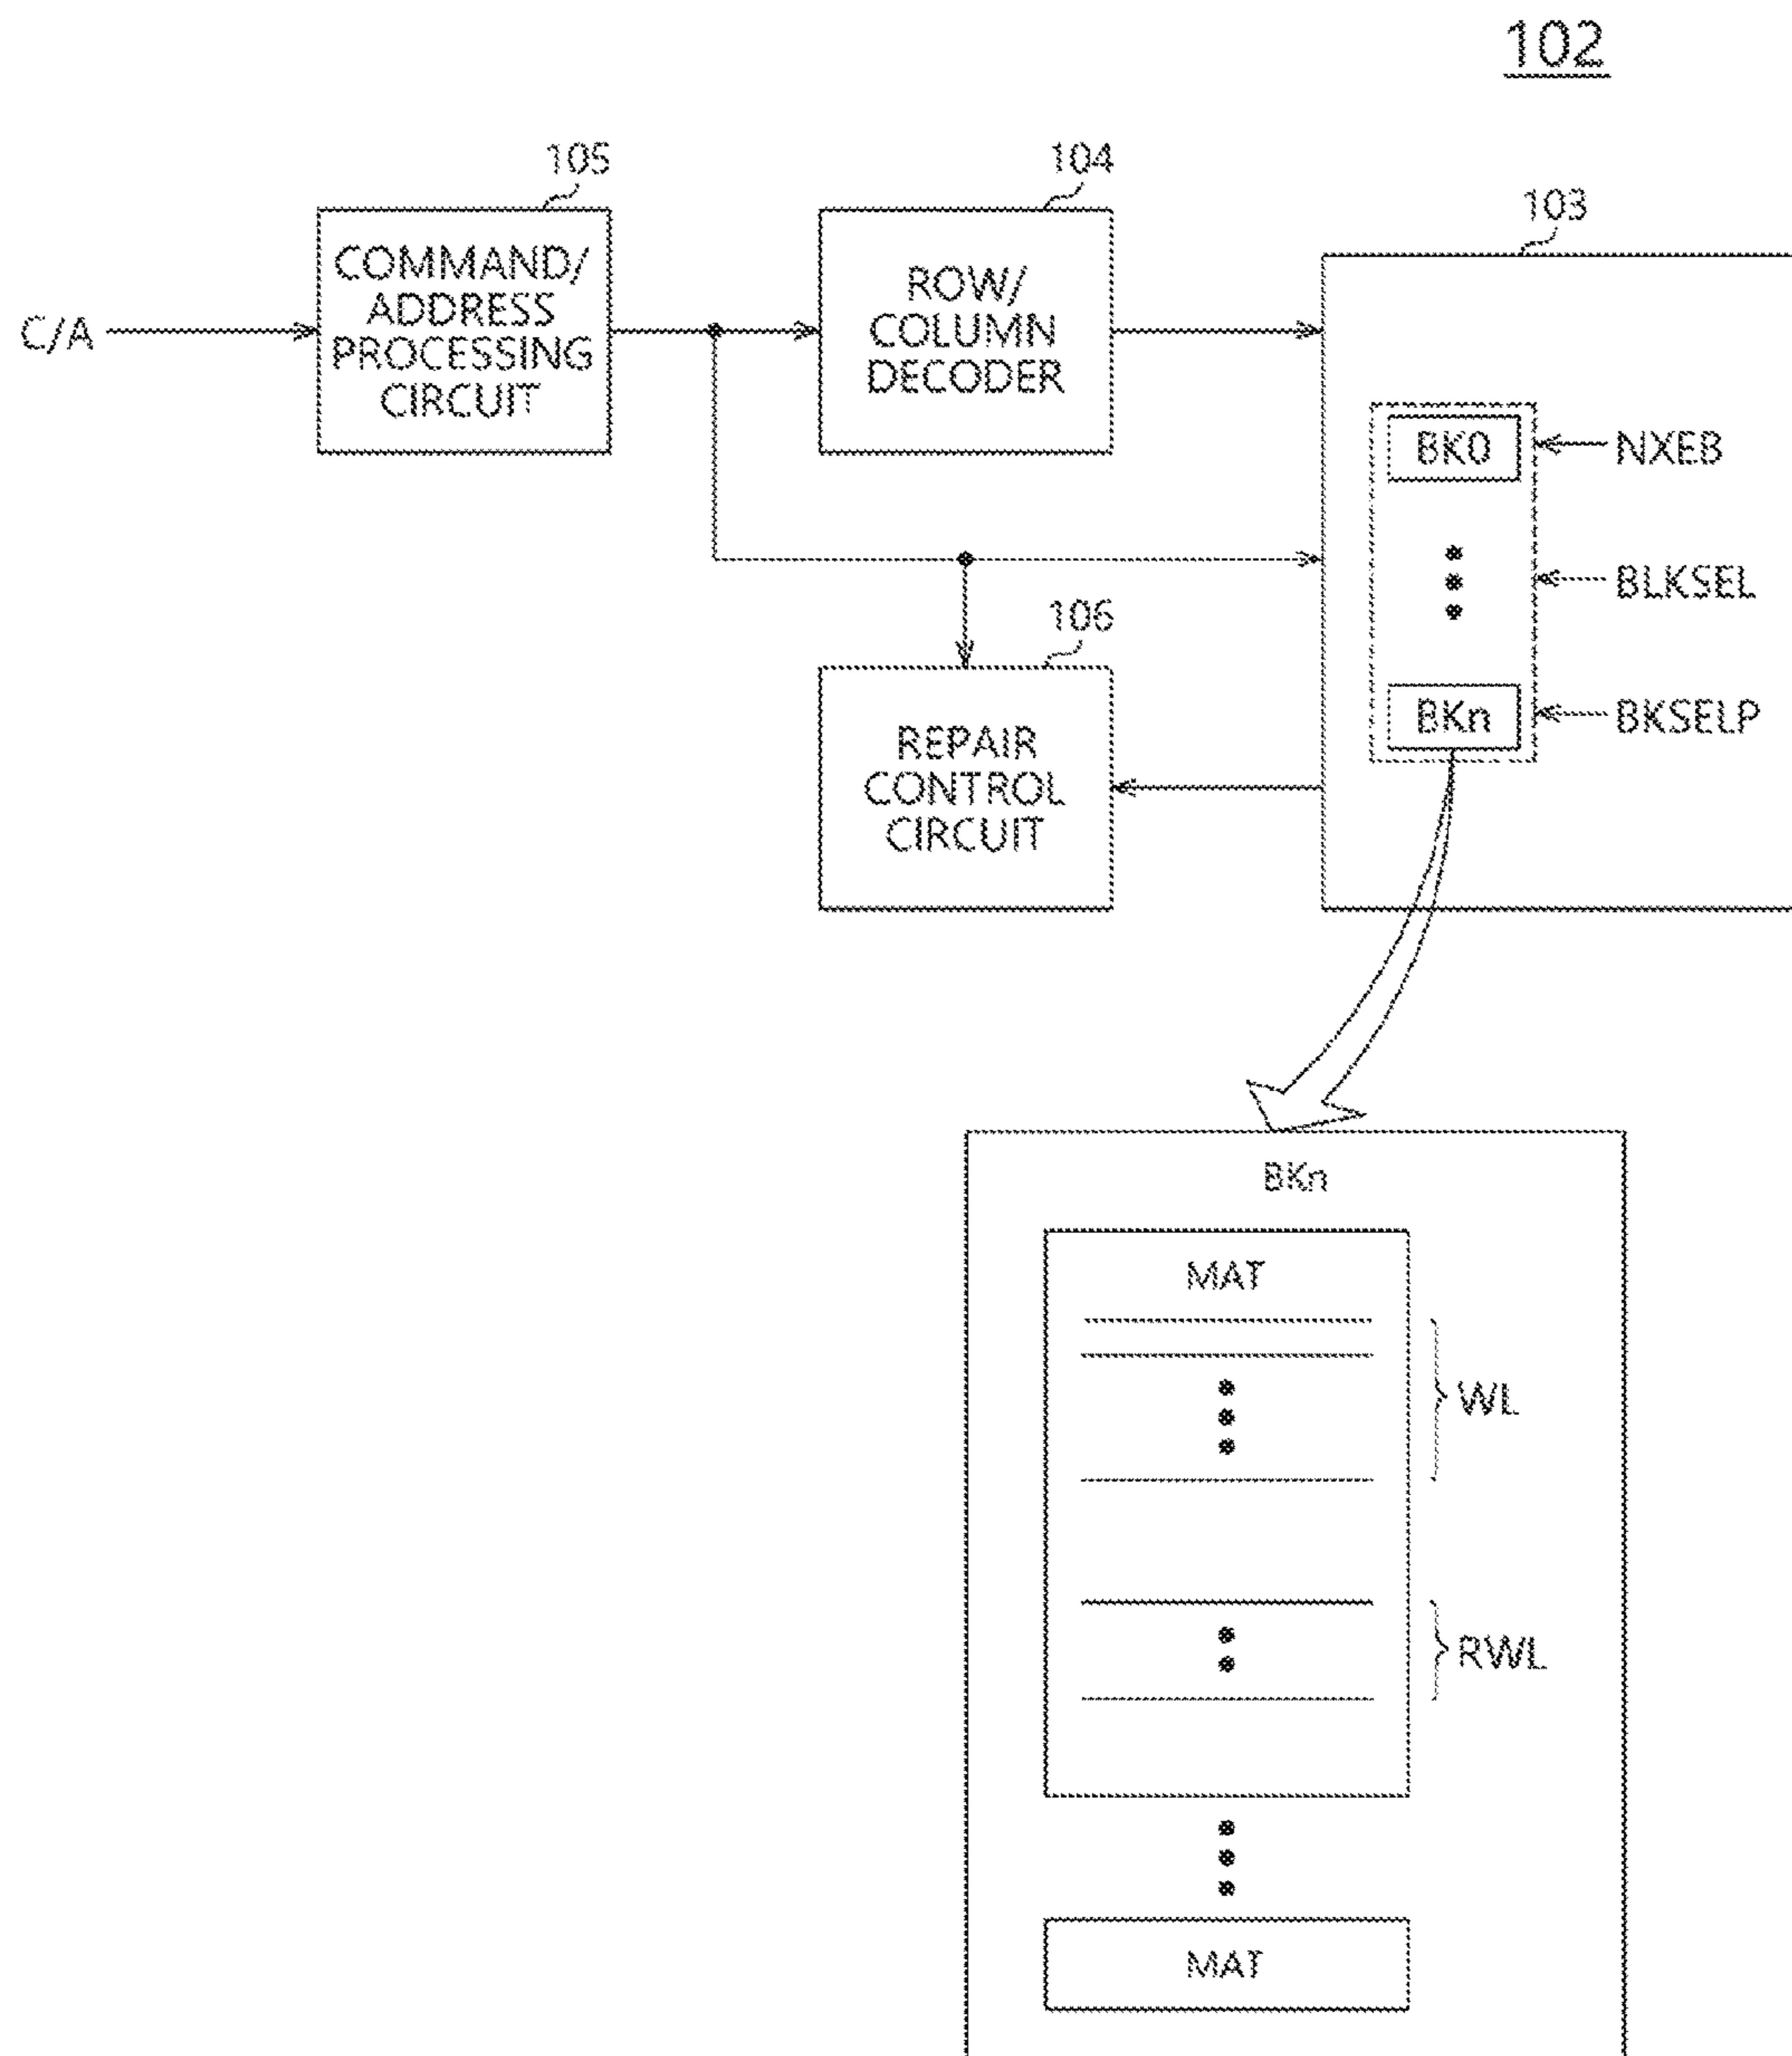 102
105
104
103
C/A
COMMAND/
ADDRESS
PROCESSING
CIRCUIT
ROW/
COLUMN
DECODER
BK0
NXEB
BLKSEL
106
BKn
BKSELP
REPAIR
CONTROL
CIRCUIT
BKn
MAT
WL
RWL
MAT